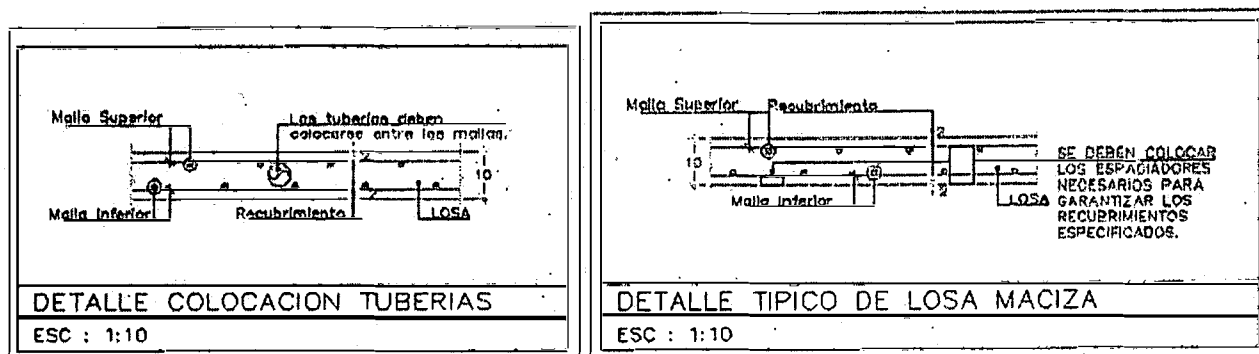 Malla Superior
Las tuberías deben
colocarse entre las mallas.
10
Malla Inferior
Recubrimiento
LOSA
DETALLE COLOCACION TUBERIAS
ESC : 1:10
Malla Superior
Recubrimiento
2
10
SE DEBEN COLOCAR
LOS ESPACIADORES
NECESARIOS PARA
GARANTIZAR LOS
RECUBRIMIENTOS
ESPECIFICADOS.
Malla Inferior
2
LOSA
DETALLE TIPICO DE LOSA MACIZA
ESC : 1:10